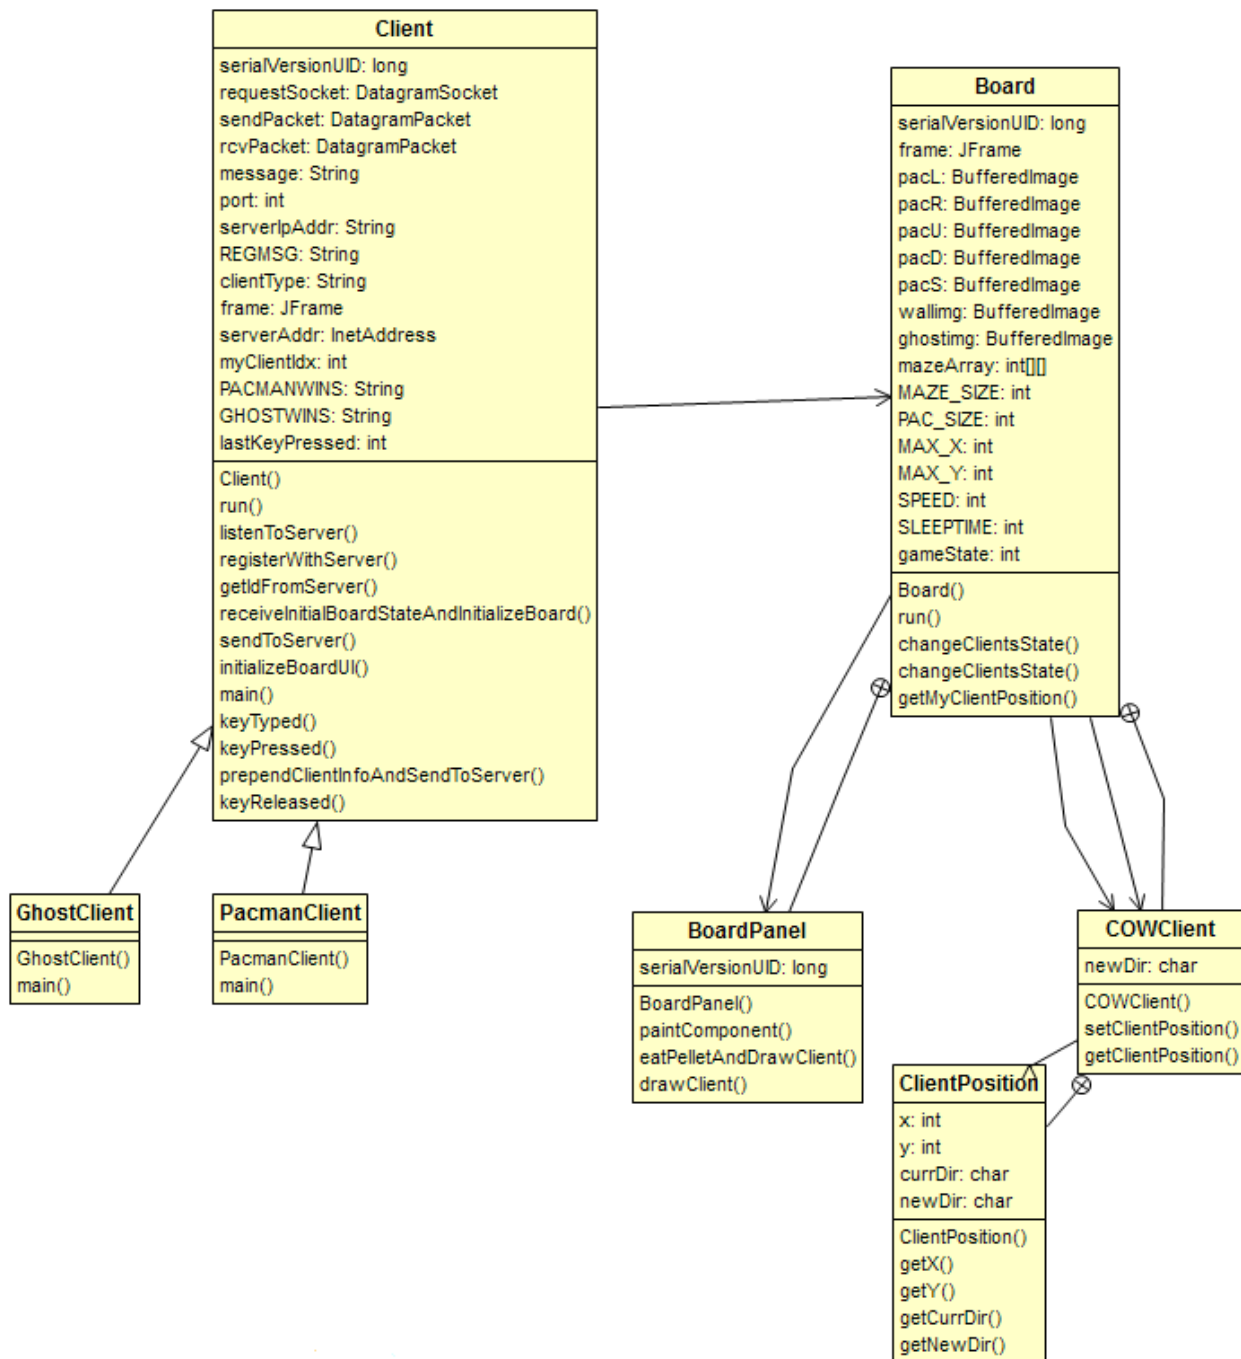 Client
serialVersionUID: long
requestSocket: DatagramSocket
sendPacket: DatagramPacket
rcvPacket: DatagramPacket
message: String
port: int
serverIpAddr: String
REGMSG: String
clientType: String
frame: JFrame
serverAddr: InetAddress
myClientIdx: int
PACMANWINS: String
GHOSTWINS: String
lastKeyPressed: int
Client()
run()
listenToServer()
registerWithServer()
getIdFromServer()
receiveInitialBoardStateAndInitializeBoard()
sendToServer()
initializeBoardUI()
main()
keyTyped()
keyPressed()
prependClientInfoAndSendToServer()
keyReleased()
Board
serialVersionUID: long
frame: JFrame
pacL: BufferedImage
pacR: BufferedImage
pacU: BufferedImage
pacD: BufferedImage
pacS: BufferedImage
wallimg: BufferedImage
ghostimg: BufferedImage
mazeArray: int[][]
MAZE_SIZE: int
PAC_SIZE: int
MAX_X: int
MAX_Y: int
SPEED: int
SLEEPTIME: int
gameState: int
Board()
run()
changeClientsState()
changeClientsState()
getMyClientPosition()
GhostClient
GhostClient()
main()
PacmanClient
PacmanClient()
main()
BoardPanel
serialVersionUID: long
BoardPanel()
paintComponent()
eatPelletAndDrawClient()
drawClient()
COWClient
newDir: char
COWClient()
setClientPosition()
getClientPosition()
ClientPosition
x: int
y: int
currDir: char
newDir: char
ClientPosition()
getX()
getY()
getCurrDir()
getNewDir()